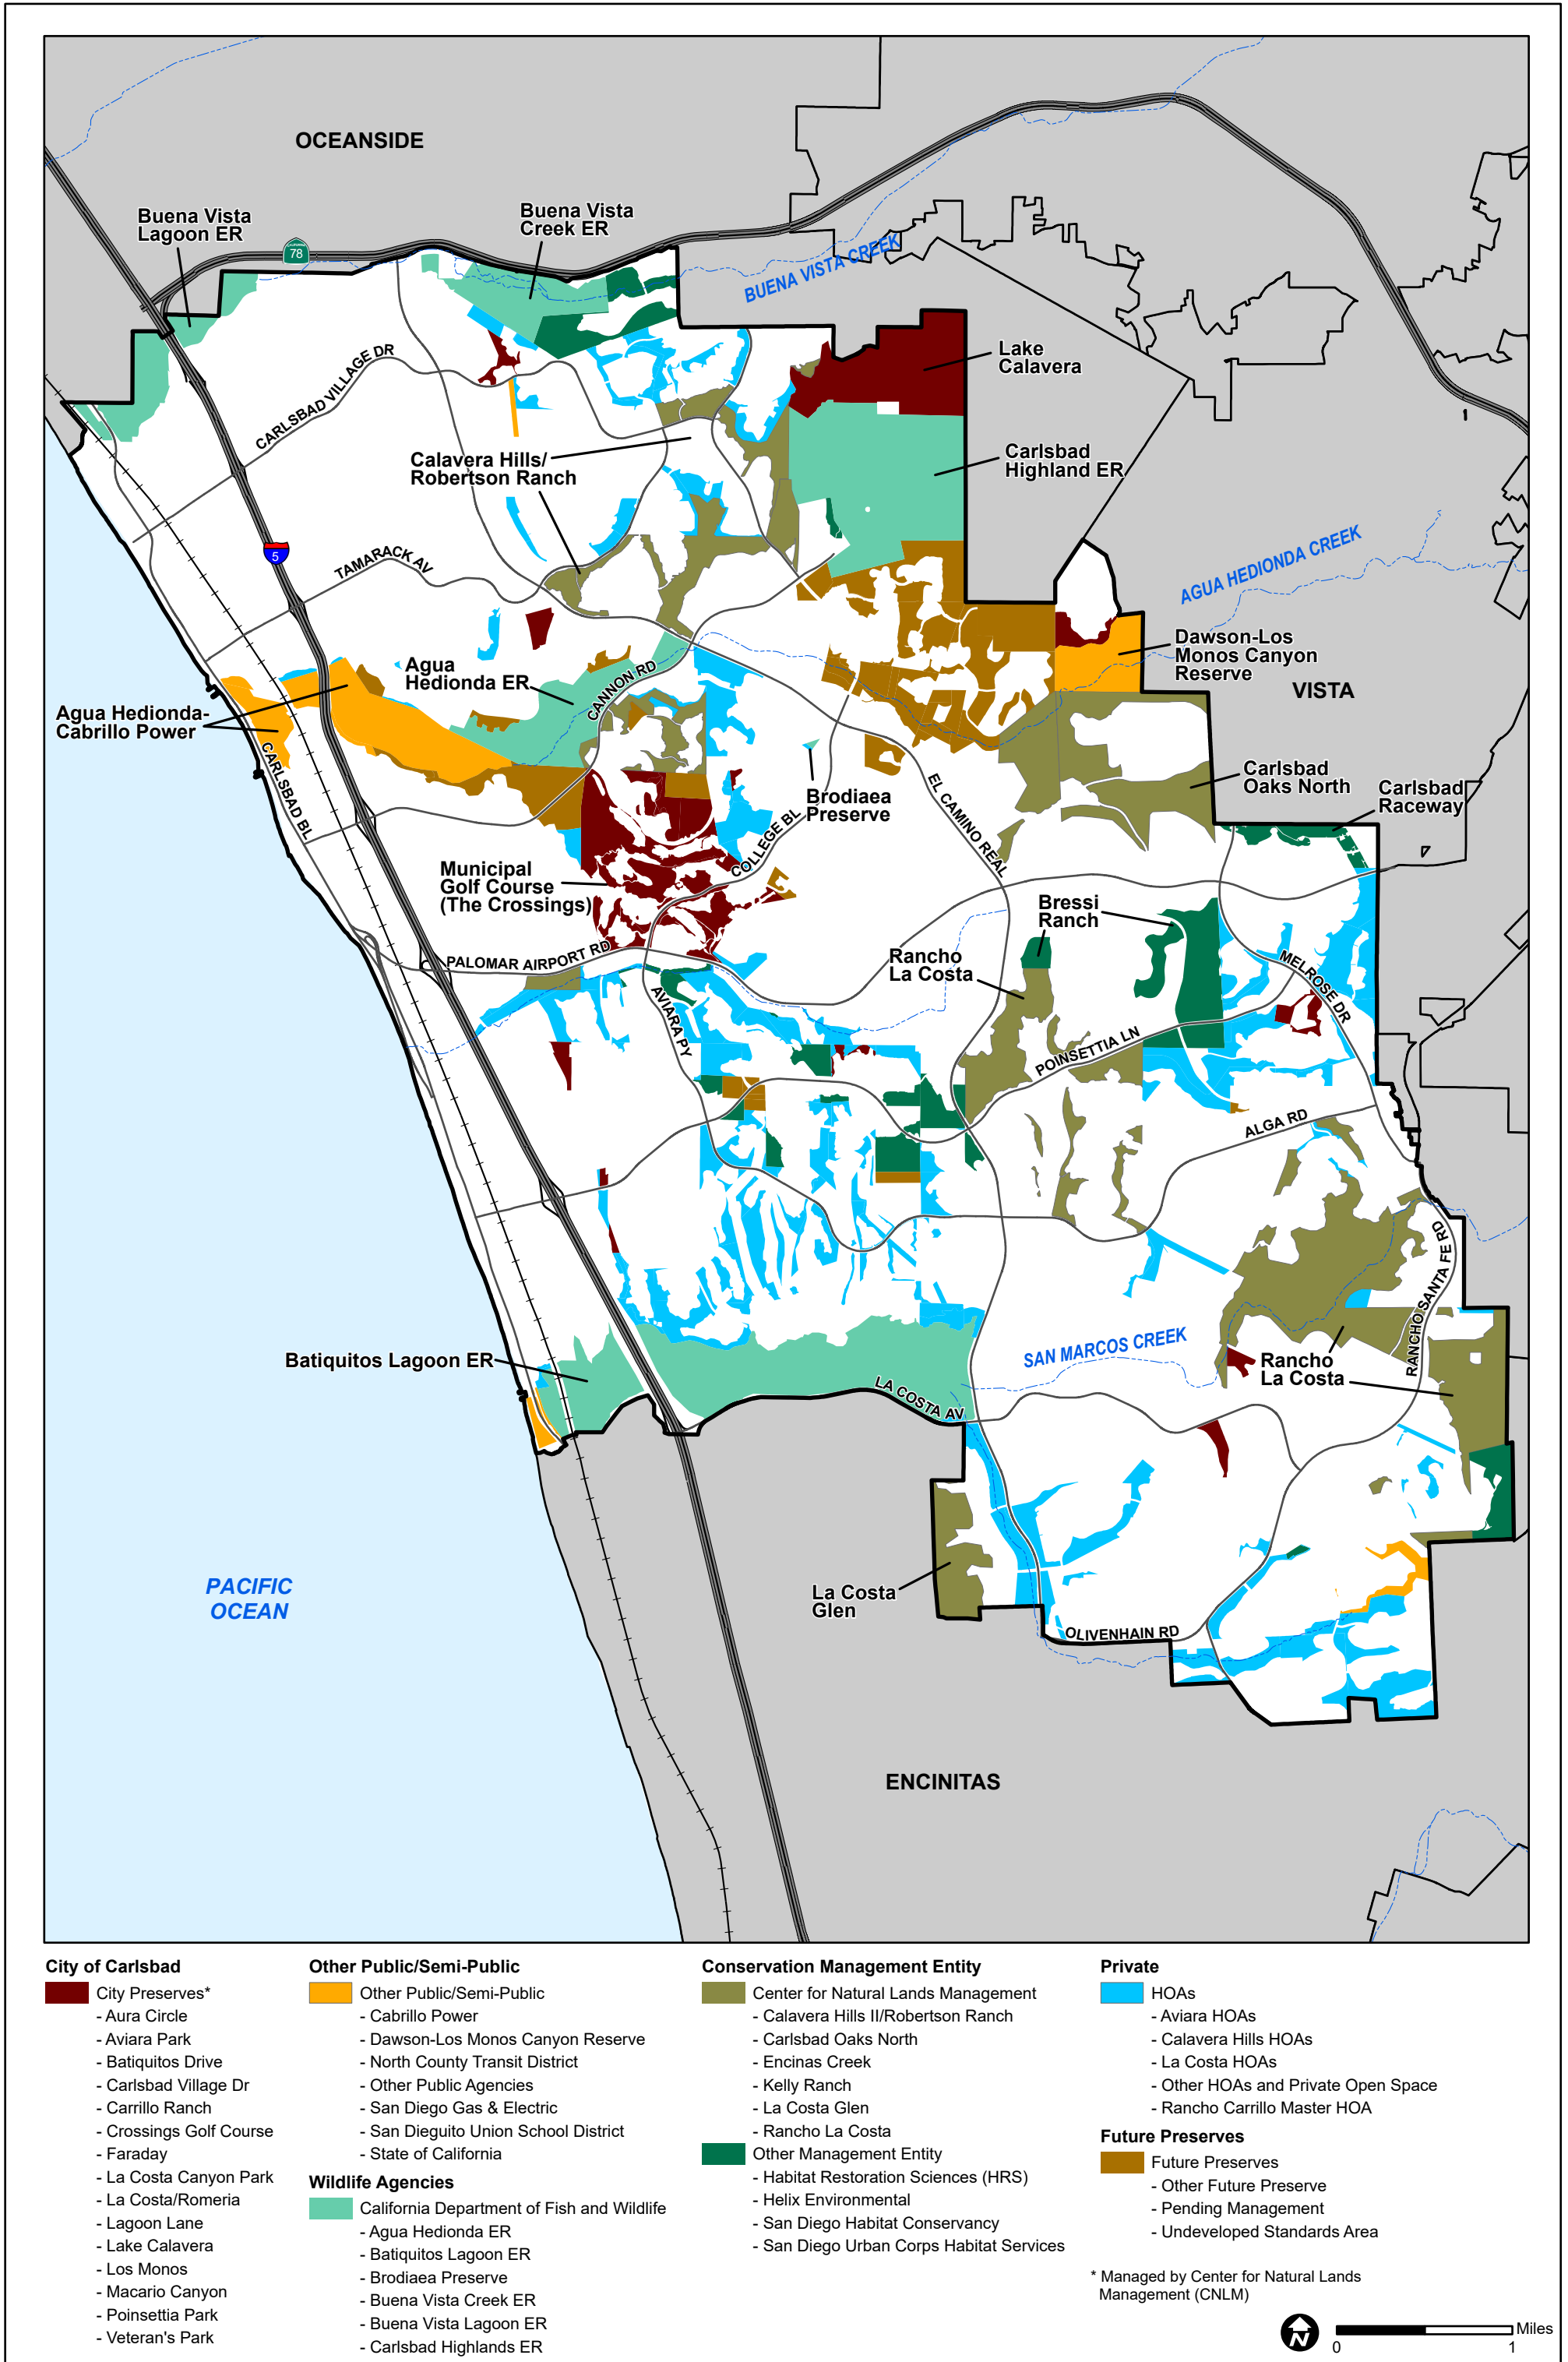 OCEANSIDE
Buena Vista
Lagoon ER
Buena Vista
Creek ER
CALIFORNIA
78
BUENA VISTA CREEK
Lake
Calavera
CARLSBAD VILLAGE DR
Calavera Hills/
Robertson Ranch
Carlsbad
Highland ER
5
TAMARACK AV
AGUA HEDIONDA CREEK
Dawson-Los
Monos Canyon
Reserve
VISTA
Agua
Hedionda ER
CANNON RD
Agua Hedionda-
Cabrillo Power
CARLSBAD BL
Carlsbad
Oaks North
Carlsbad
Raceway
Brodiaea
Preserve
EL CAMINO REAL
COLLEGE BL
Municipal
Golf Course
(The Crossings)
Bressi
Ranch
PALOMAR AIRPORT RD
Rancho
La Costa
MELROSE DR
AVIARA PY
POINSETTIA LN
ALGA RD
RANCHO SANTA FE RD
SAN MARCOS CREEK
Batiquitos Lagoon ER
Rancho
La Costa
LA COSTA AV
PACIFIC
OCEAN
La Costa
Glen
OLIVENHAIN RD
ENCINITAS
City of Carlsbad
City Preserves*
- Aura Circle
- Aviara Park
- Batiquitos Drive
- Carlsbad Village Dr
- Carrillo Ranch
- Crossings Golf Course
- Faraday
- La Costa Canyon Park
- La Costa/Romeria
- Lagoon Lane
- Lake Calavera
- Los Monos
- Macario Canyon
- Poinsettia Park
- Veteran's Park
Other Public/Semi-Public
Other Public/Semi-Public
- Cabrillo Power
- Dawson-Los Monos Canyon Reserve
- North County Transit District
- Other Public Agencies
- San Diego Gas & Electric
- San Dieguito Union School District
- State of California
Wildlife Agencies
California Department of Fish and Wildlife
- Agua Hedionda ER
- Batiquitos Lagoon ER
- Brodiaea Preserve
- Buena Vista Creek ER
- Buena Vista Lagoon ER
- Carlsbad Highlands ER
Conservation Management Entity
Center for Natural Lands Management
- Calavera Hills II/Robertson Ranch
- Carlsbad Oaks North
- Encinas Creek
- Kelly Ranch
- La Costa Glen
- Rancho La Costa
Other Management Entity
- Habitat Restoration Sciences (HRS)
- Helix Environmental
- San Diego Habitat Conservancy
- San Diego Urban Corps Habitat Services
Private
HOAs
- Aviara HOAs
- Calavera Hills HOAs
- La Costa HOAs
- Other HOAs and Private Open Space
- Rancho Carrillo Master HOA
Future Preserves
Future Preserves
- Other Future Preserve
- Pending Management
- Undeveloped Standards Area
* Managed by Center for Natural Lands
Management (CNLM)
N
Miles
0 1